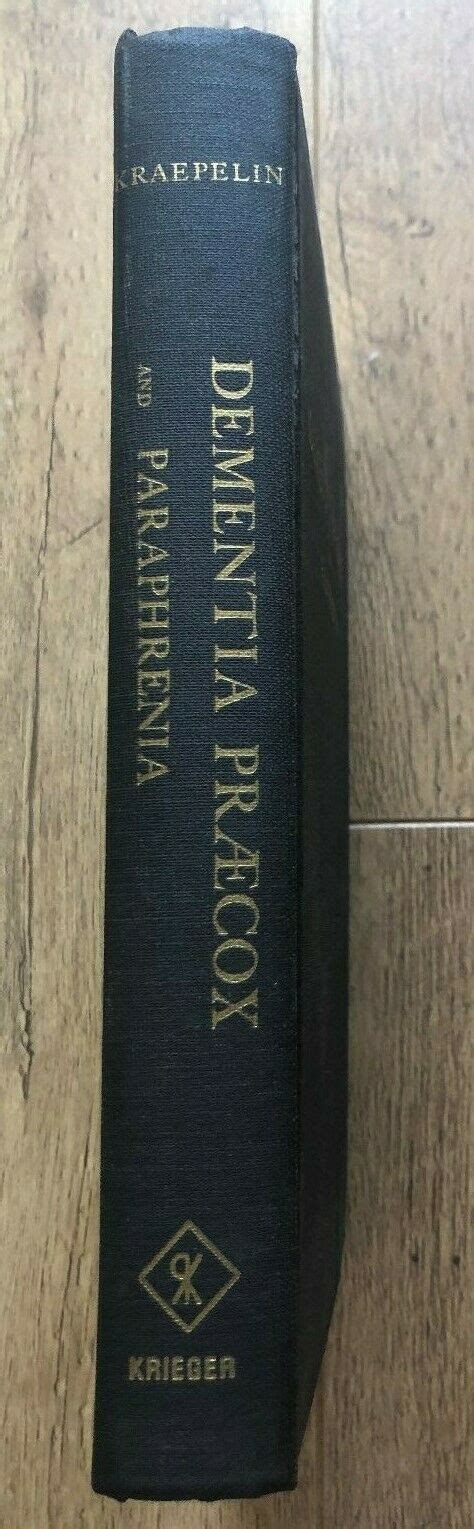 KRAEPELIN
DEMENTIA PRÆCOX
AND PARAPHRENIA
KRIEGER